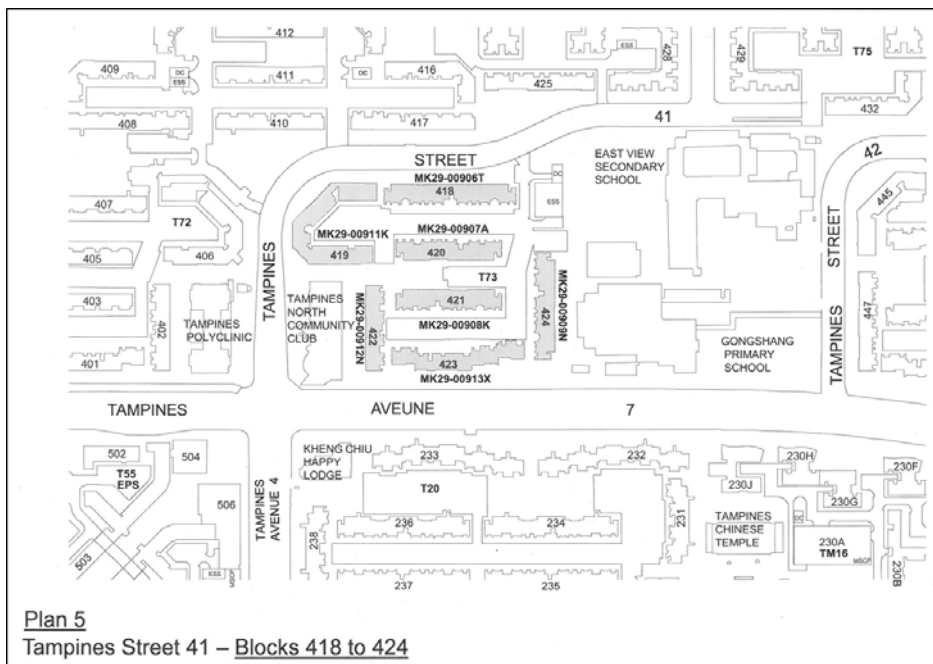 412
409
DC
ESS
411
DC
416
425
ESS
428
429
T75
432
408
410
417
41
STREET
MK29-00906T
418
DC
ESS
EAST VIEW
SECONDARY
SCHOOL
42
445
407
T72
405
406
TAMPINES
MK29-00911K
419
MK29-00907A
420
T73
421
MK29-00908K
MK29-00909N
424
STREET
TAMPINES
447
403
402
401
TAMPINES
POLYCLINIC
TAMPINES
NORTH
COMMUNITY
CLUB
MK29-00912N
422
423
MK29-00913X
GONGSHANG
PRIMARY
SCHOOL
TAMPINES AVEUNE 7
502
504
T55
EPS
506
503
ESS
MSCP
TAMPINES
AVENUE 4
KHENG CHIU
HAPPY
LODGE
233
232
T20
236
234
238
231
237
235
230H
230F
230J
230G
TAMPINES
CHINESE
TEMPLE
DC
230A
TM16
MSCP
230B
Plan 5
Tampines Street 41 – Blocks 418 to 424